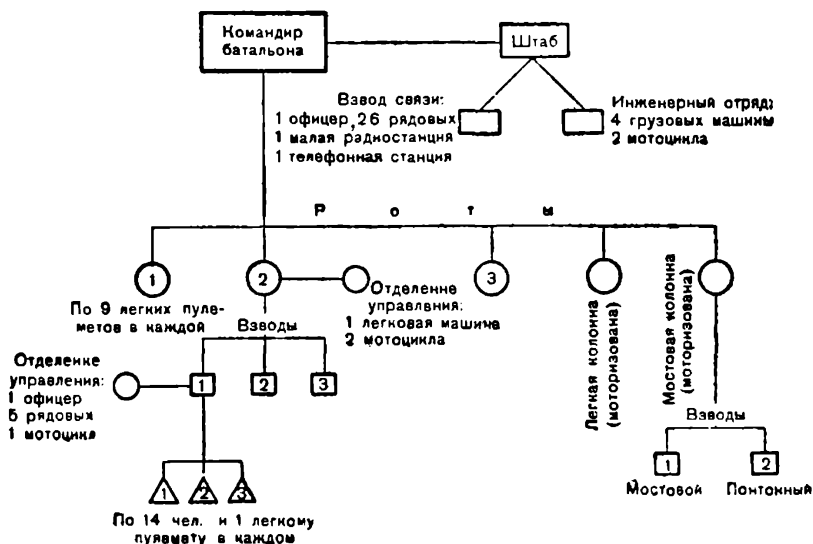 Командир
батальона
Штаб
Взвод связи:
1 офицер, 26 рядовых
1 малая радиостанция
1 телефонная станция
Инженерный отряд:
4 грузовых машины
2 мотоцикла
Р о т ы
1
2
3
По 9 легких пуле-
метов в каждой
Отделение
управления:
1 легковая машина
2 мотоцикла
Легкая колонна
(моторизована)
Мостовая колонна
(моторизована)
Взводы
Отделение
управления:
1 офицер
5 рядовых
1 мотоцикл
1
2
3
1
2
3
По 14 чел. и 1 легкому
пулемету в каждом
Взводы
1
2
Мостовой
Понтонный